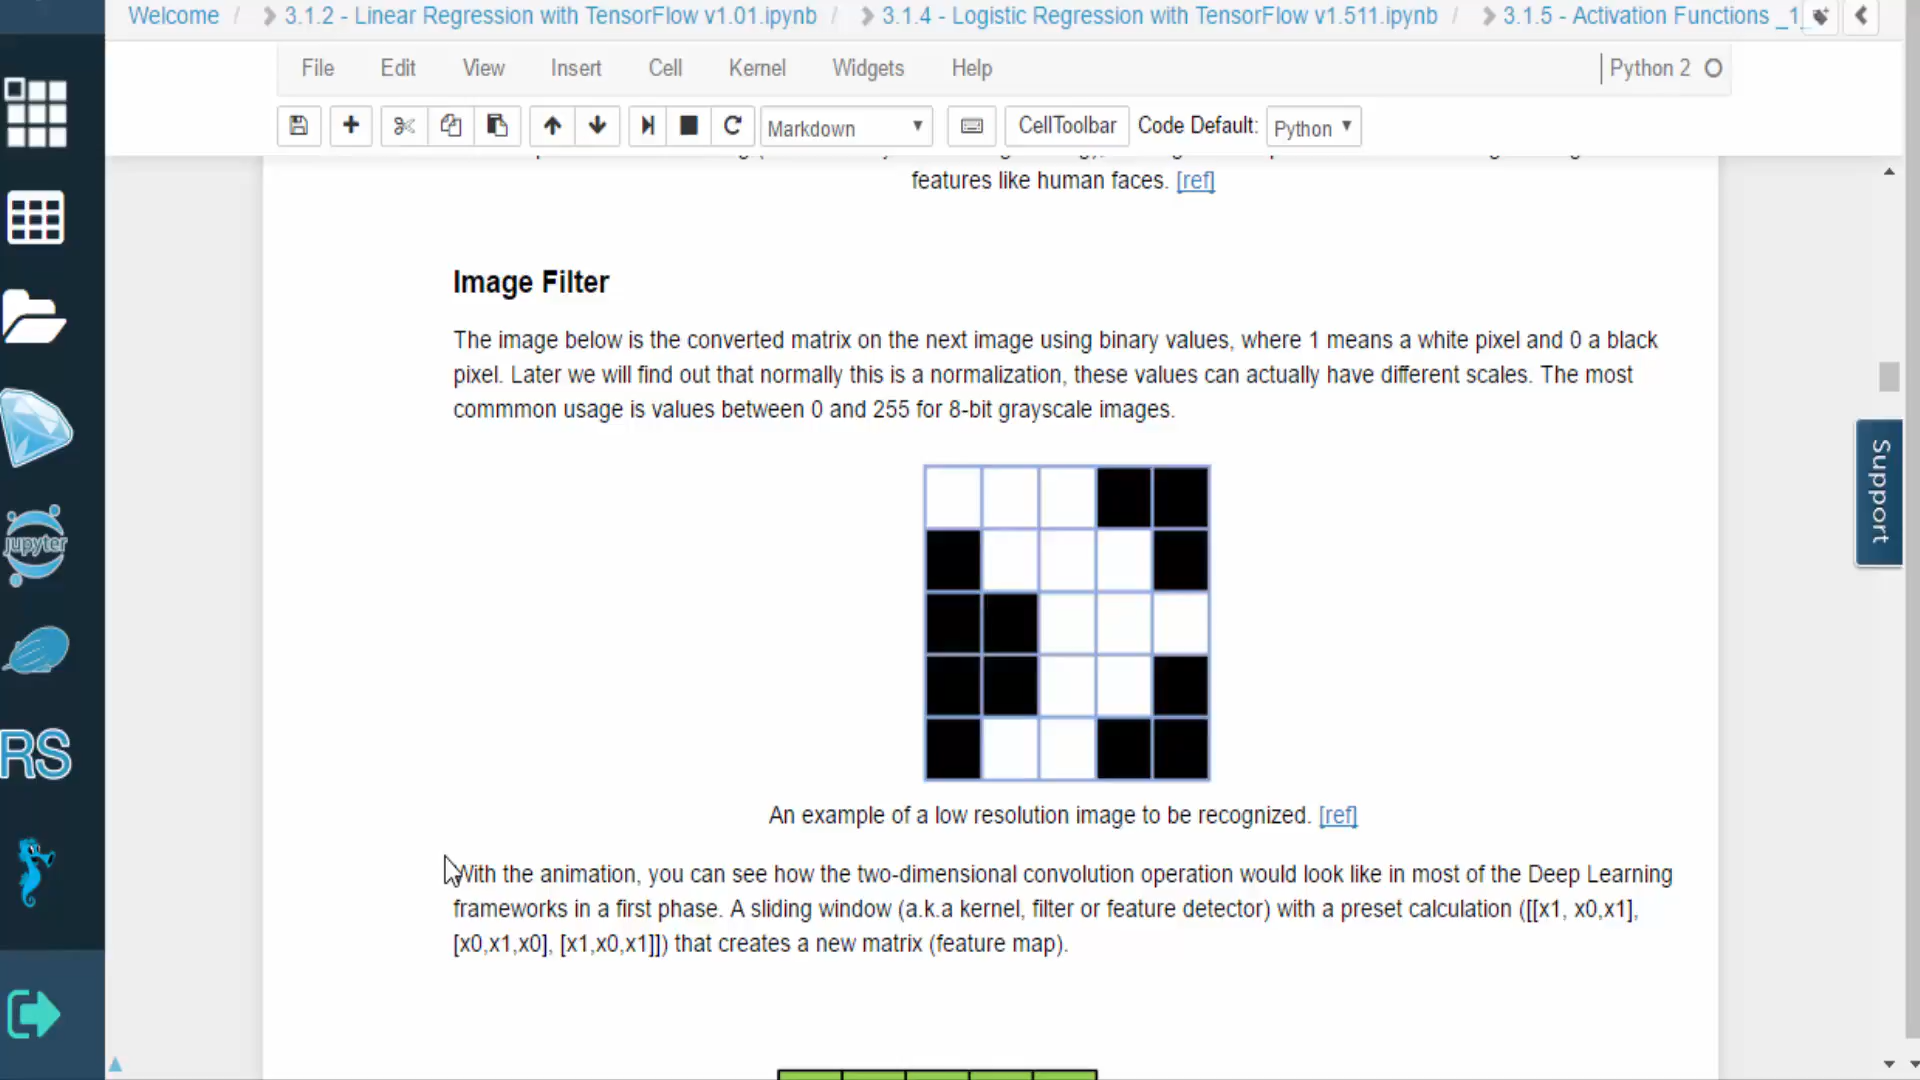 Welcome / 3.1.2 - Linear Regression with TensorFlow v1.01.ipynb / 3.1.4 - Logistic Regression with TensorFlow v1.511.ipynb / 3.1.5 - Activation Functions _1_
File Edit View Insert Cell Kernel Widgets Help Python 2
Markdown CellToolbar Code Default: Python
features like human faces. [ref]
Image Filter
The image below is the converted matrix on the next image using binary values, where 1 means a white pixel and 0 a black
pixel. Later we will find out that normally this is a normalization, these values can actually have different scales. The most
commmon usage is values between 0 and 255 for 8-bit grayscale images.
Support
jupyter
RS
An example of a low resolution image to be recognized. [ref]
With the animation, you can see how the two-dimensional convolution operation would look like in most of the Deep Learning
frameworks in a first phase. A sliding window (a.k.a kernel, filter or feature detector) with a preset calculation ([[x1, x0,x1],
[x0,x1,x0], [x1,x0,x1]]) that creates a new matrix (feature map).